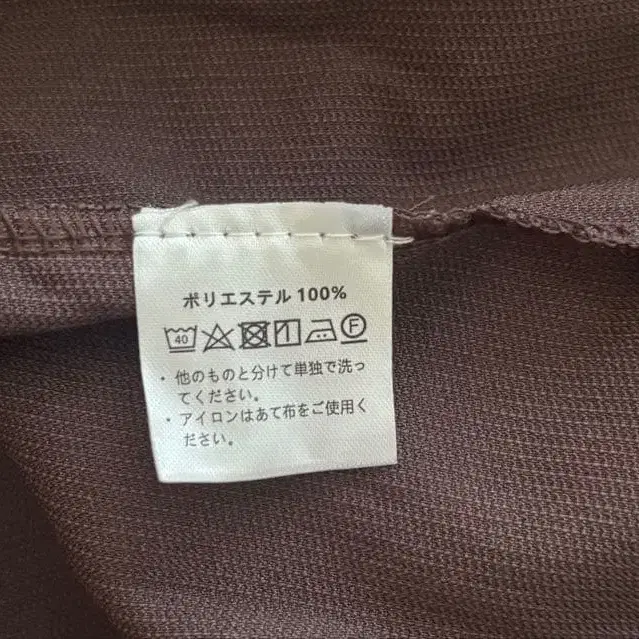 ポリエステル 100%
40 F
・他のものと分けて単独で洗っ
てください。
・アイロンはあて布をご使用く
ださい。